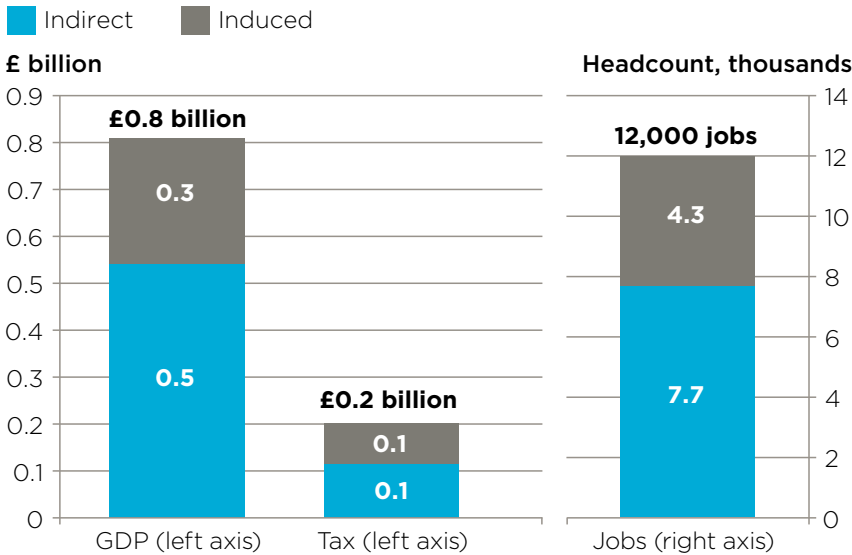 Indirect
Induced
£ billion
Headcount, thousands
0.9
0.8
0.7
0.6
0.5
0.4
0.3
0.2
0.1
0
£0.8 billion
0.3
0.5
£0.2 billion
0.1
0.1
12,000 jobs
4.3
7.7
14
12
10
8
6
4
2
0
GDP (left axis)
Tax (left axis)
Jobs (right axis)